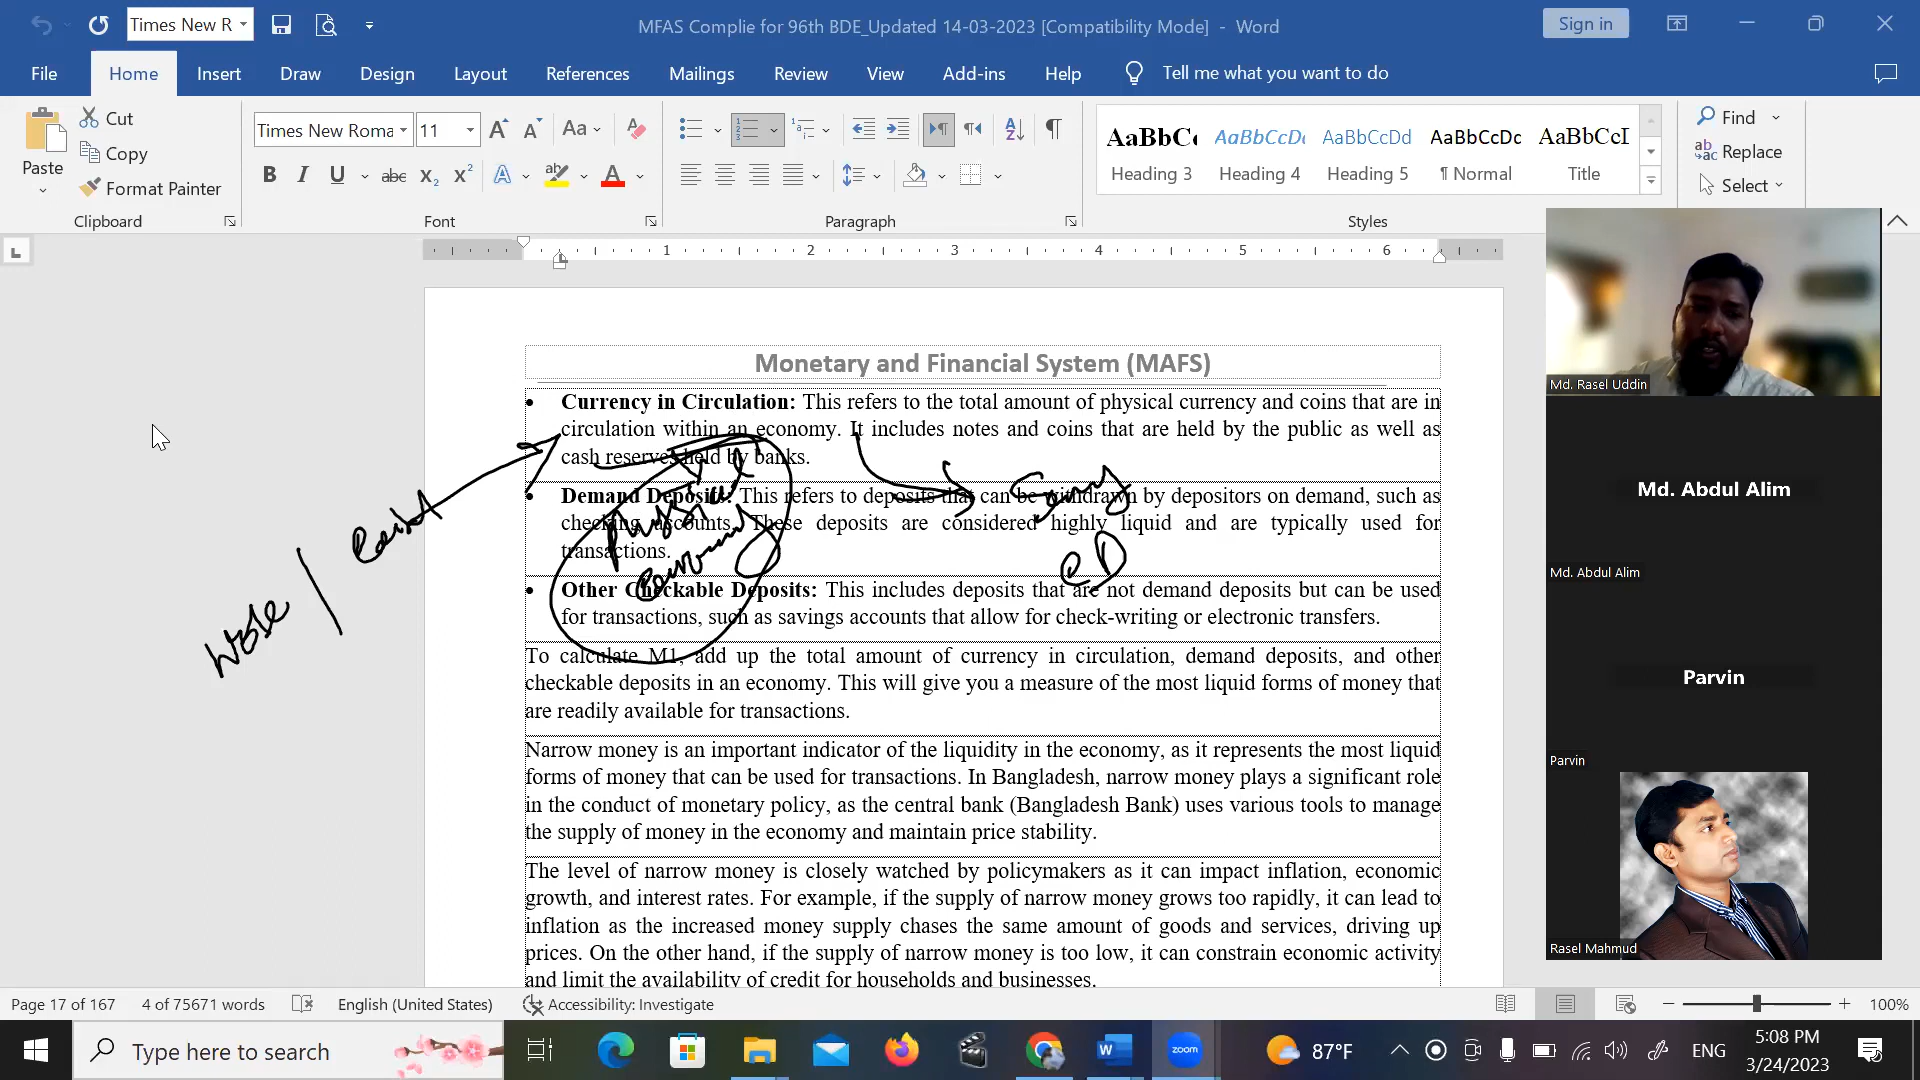 Times New R
MFAS Complie for 96th BDE_Updated 14-03-2023 [Compatibility Mode] - Word
Sign in
File Home Insert Draw Design Layout References Mailings Review View Add-ins Help Tell me what you want to do
Paste
Cut
Copy
Format Painter
Clipboard
Times New Roma 11
Font
Paragraph
AaBbCc AaBbCcDc AaBbCcDd AaBbCcDc AaBbCcD
Heading 3 Heading 4 Heading 5 ¶ Normal Title
Styles
Find
Replace
Select
1 2 3 4 5 6
Monetary and Financial System (MAFS)
• Currency in Circulation: This refers to the total amount of physical currency and coins that are in
circulation within an economy. It includes notes and coins that are held by the public as well as
cash reserves held by banks.
• Demand Deposits: This refers to deposits that can be withdrawn by depositors on demand, such as
checking accounts. These deposits are considered highly liquid and are typically used for
transactions.
• Other Checkable Deposits: This includes deposits that are not demand deposits but can be used
for transactions, such as savings accounts that allow for check-writing or electronic transfers.
To calculate M1, add up the total amount of currency in circulation, demand deposits, and other
checkable deposits in an economy. This will give you a measure of the most liquid forms of money that
are readily available for transactions.
Narrow money is an important indicator of the liquidity in the economy, as it represents the most liquid
forms of money that can be used for transactions. In Bangladesh, narrow money plays a significant role
in the conduct of monetary policy, as the central bank (Bangladesh Bank) uses various tools to manage
the supply of money in the economy and maintain price stability.
The level of narrow money is closely watched by policymakers as it can impact inflation, economic
growth, and interest rates. For example, if the supply of narrow money grows too rapidly, it can lead to
inflation as the increased money supply chases the same amount of goods and services, driving up
prices. On the other hand, if the supply of narrow money is too low, it can constrain economic activity
and limit the availability of credit for households and businesses.
Physical
CD
Md. Rasel Uddin
Md. Abdul Alim
Md. Abdul Alim
Parvin
Parvin
Rasel Mahmud
Page 17 of 167 4 of 75671 words English (United States) Accessibility: Investigate 100%
Type here to search
zoom
87°F
ENG
5:08 PM
3/24/2023